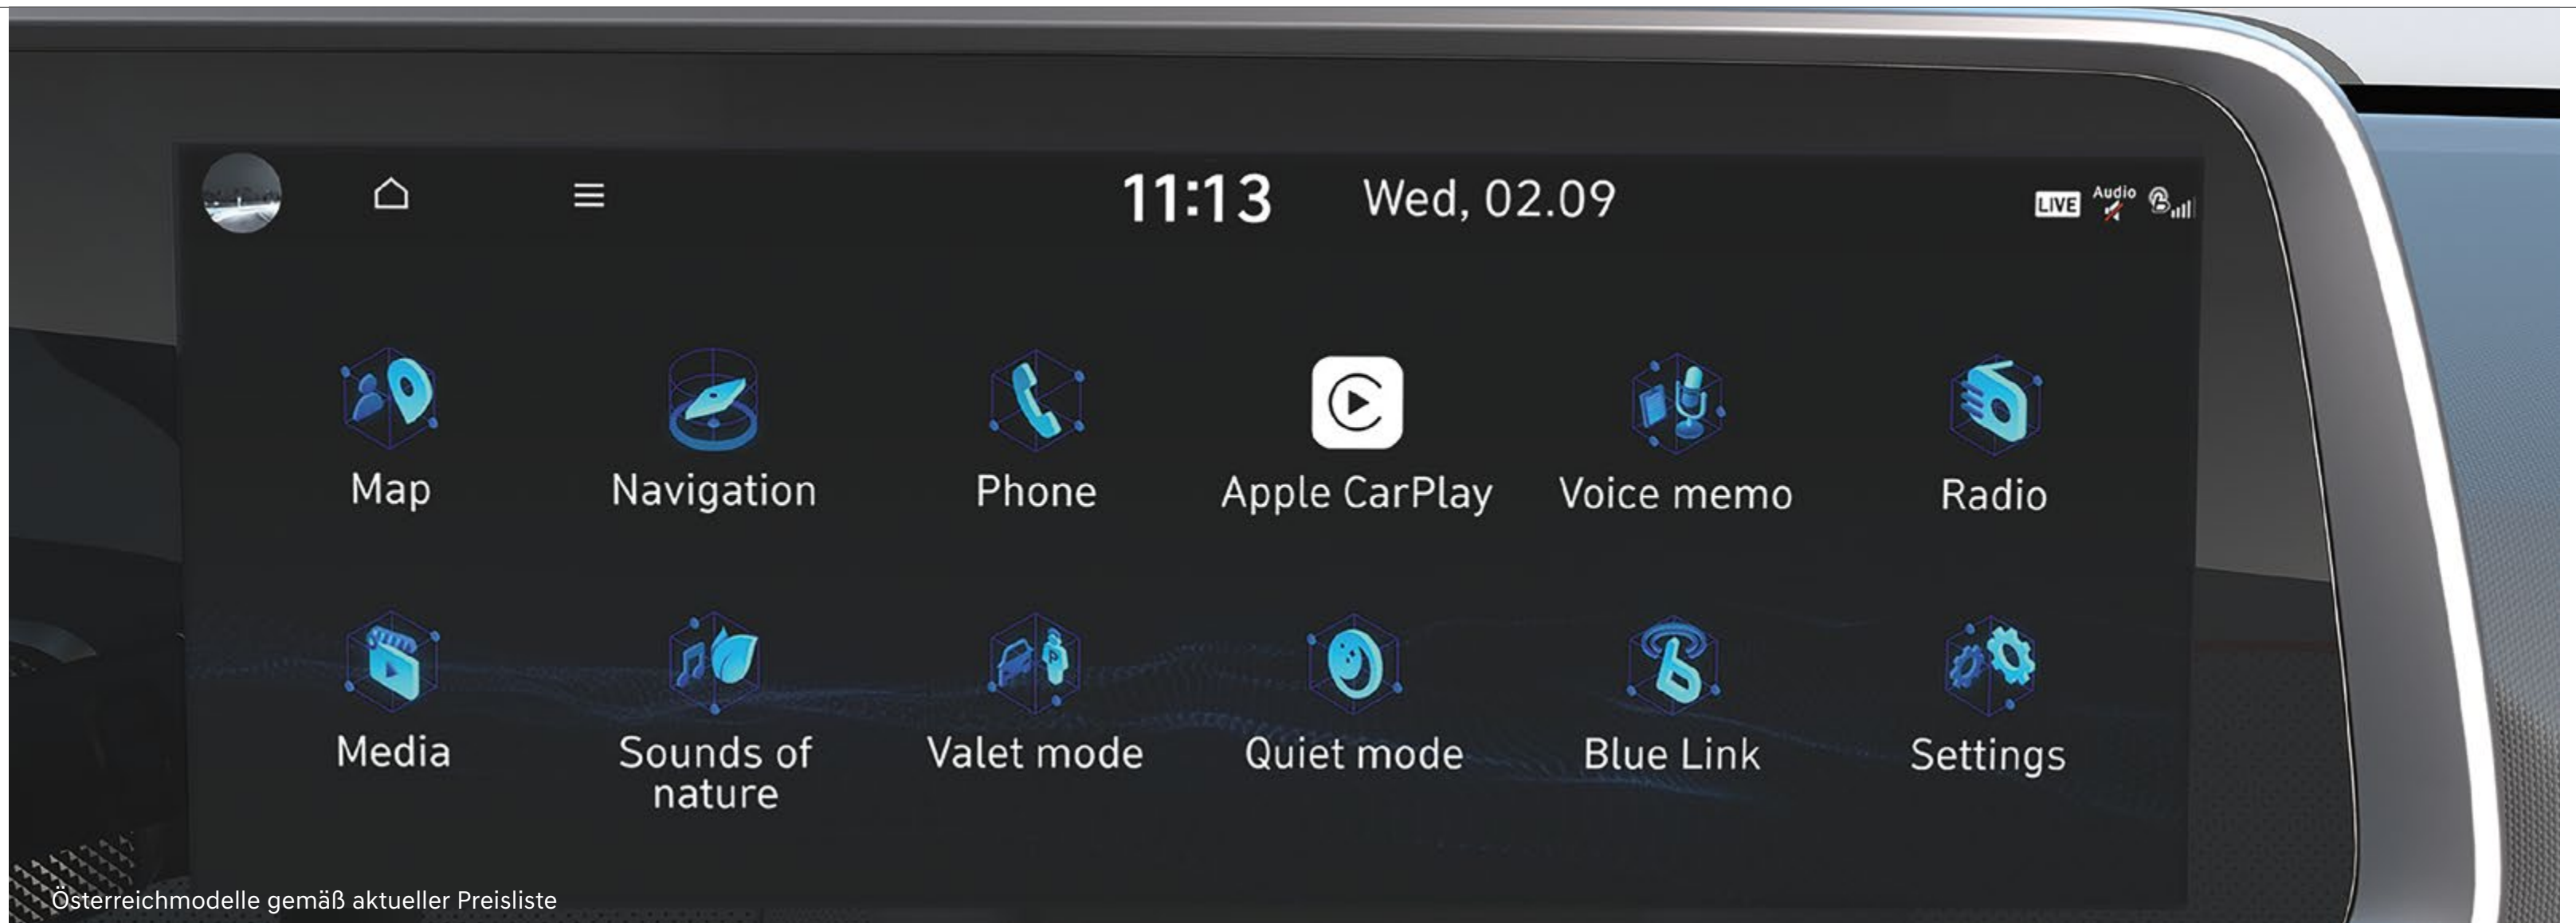 11:13 Wed, 02.09 LIVE Audio
Map Navigation Phone Apple CarPlay Voice memo Radio
Media Sounds of nature Valet mode Quiet mode Blue Link Settings
Österreichmodelle gemäß aktueller Preisliste